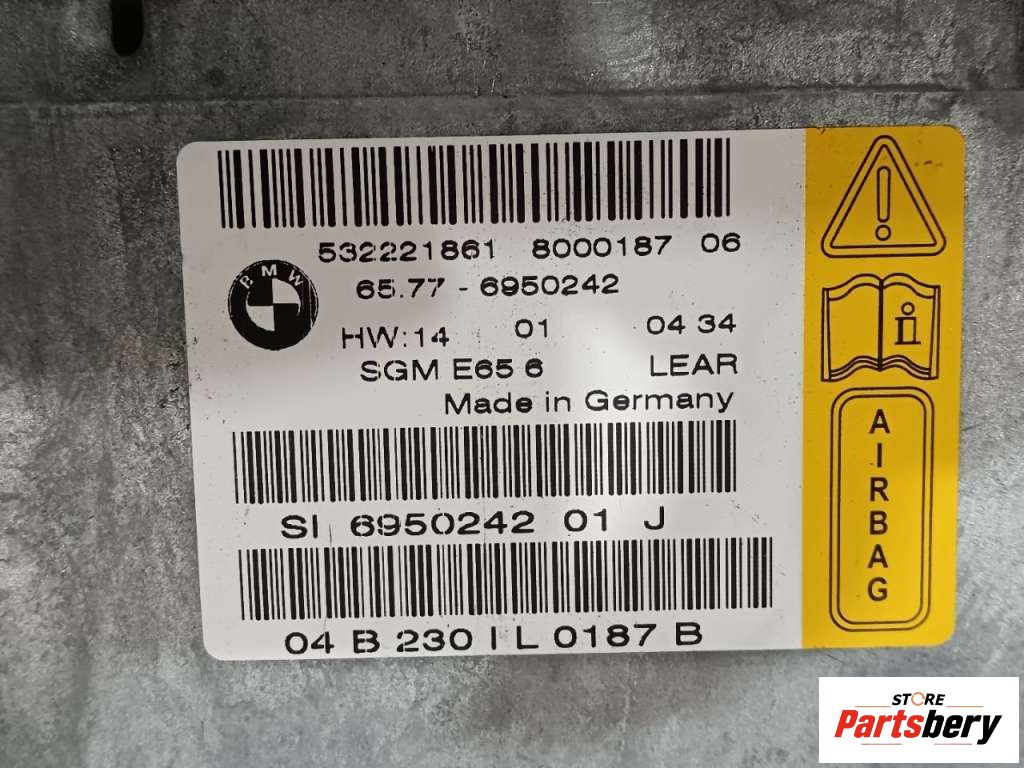 532221861 8000187 06
BMW
65.77 - 6950242
HW:14 01 04 34
SGM E65 6 LEAR
Made in Germany
SI 6950242 01 J
04 B 230 I L 0187 B
AIRBAG
STORE
Partsbery